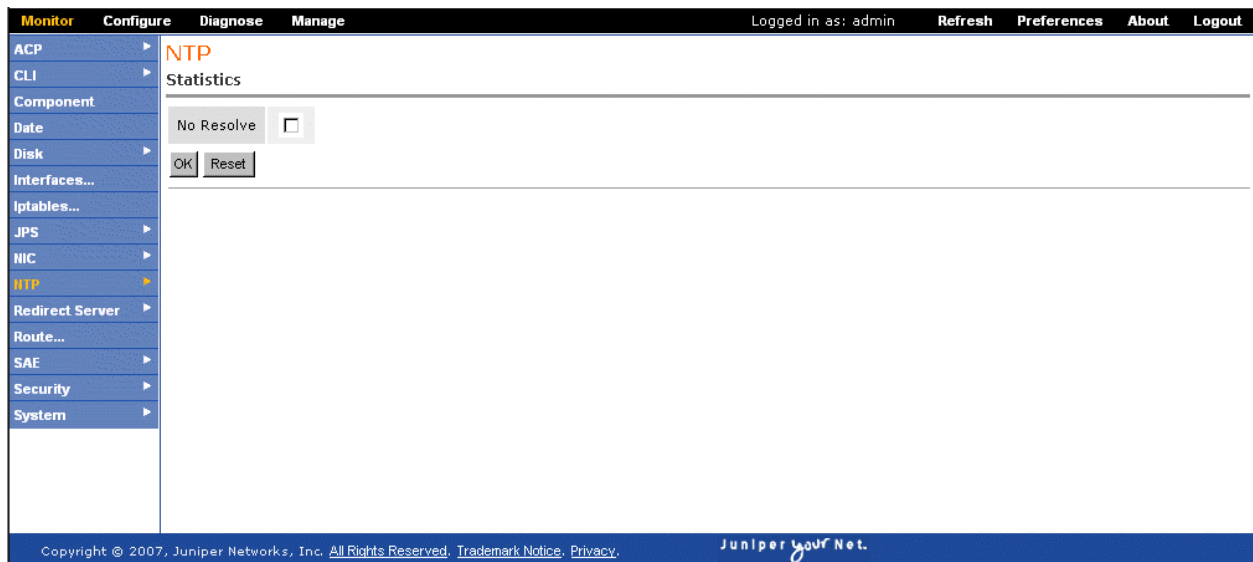 Monitor Configure Diagnose Manage Logged in as: admin Refresh Preferences About Logout
ACP
CLI
Component
Date
Disk
Interfaces...
Iptables...
JPS
NIC
NTP
Redirect Server
Route...
SAE
Security
System
NTP
Statistics
No Resolve
OK Reset
Copyright © 2007, Juniper Networks, Inc. All Rights Reserved. Trademark Notice. Privacy.
Juniper your Net.